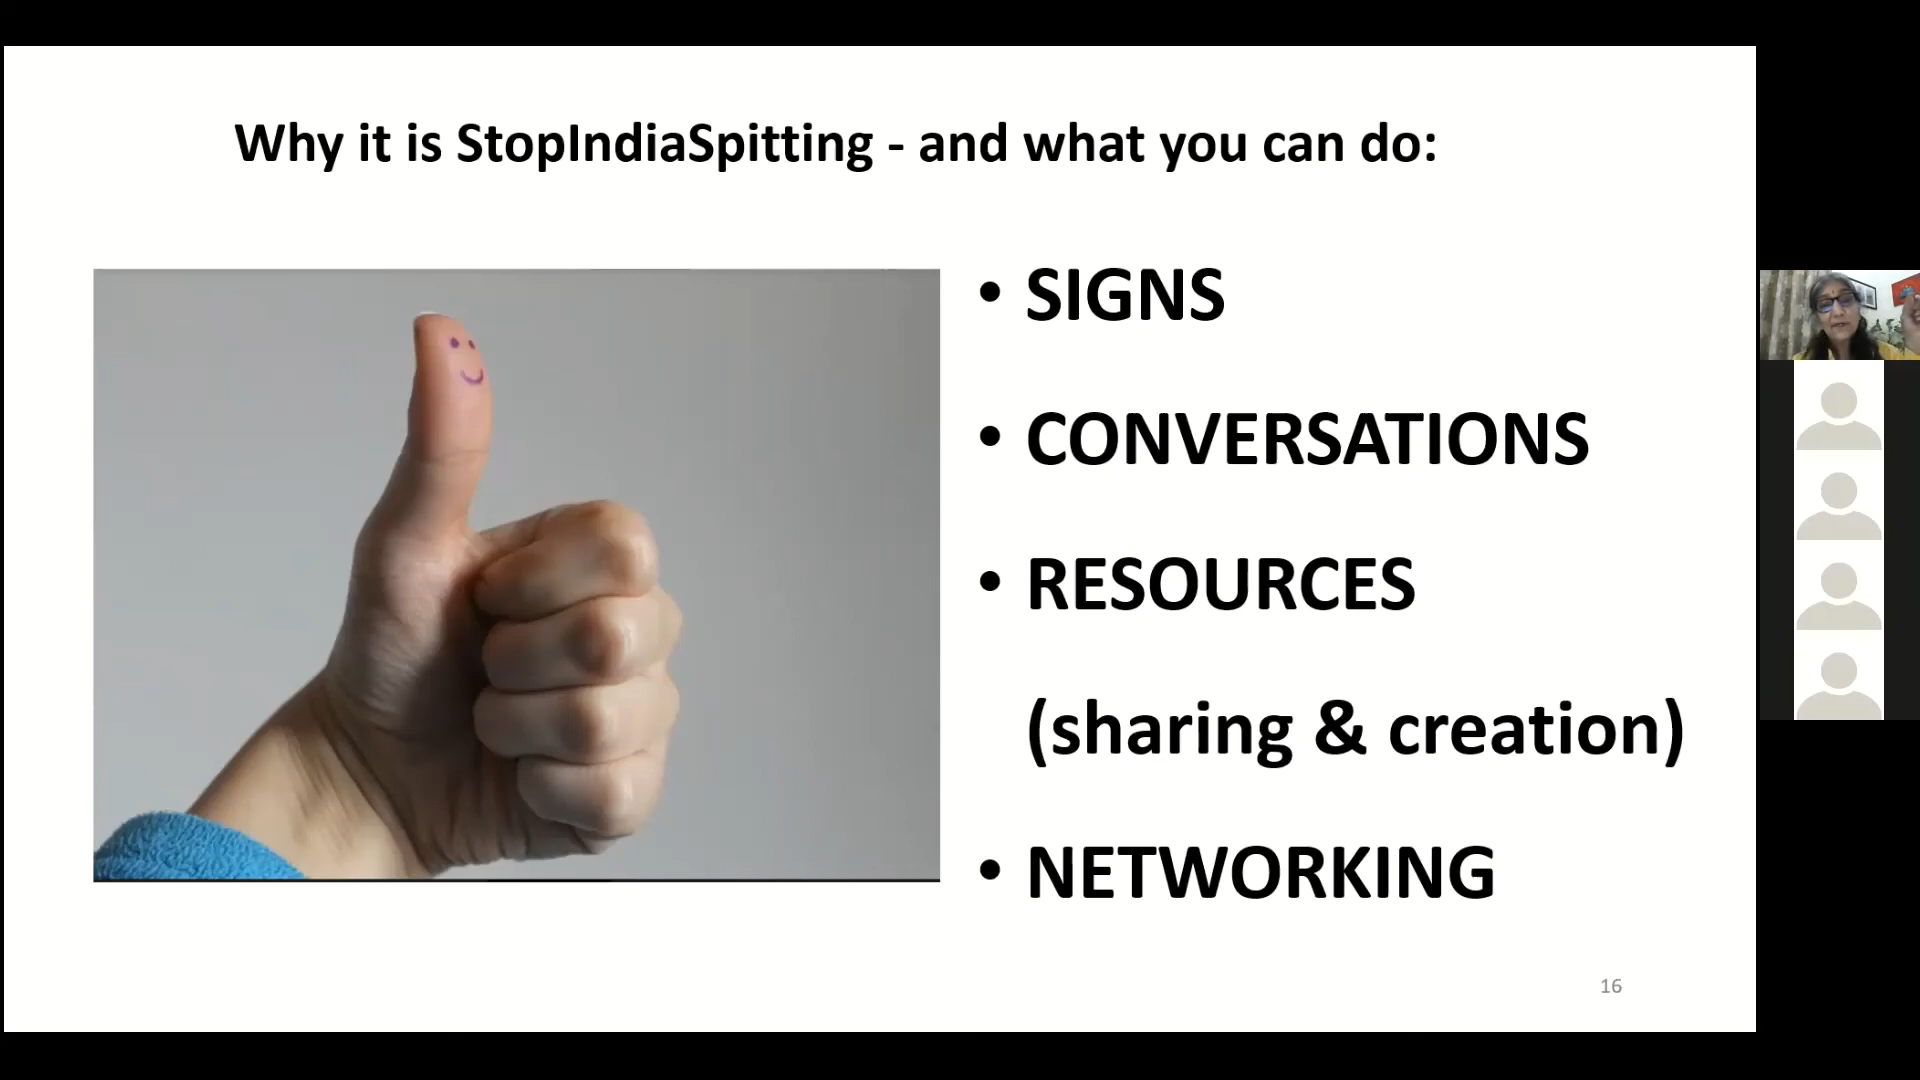 Why it is StopIndiaSpitting - and what you can do:
• SIGNS
• CONVERSATIONS
• RESOURCES
(sharing & creation)
• NETWORKING
16